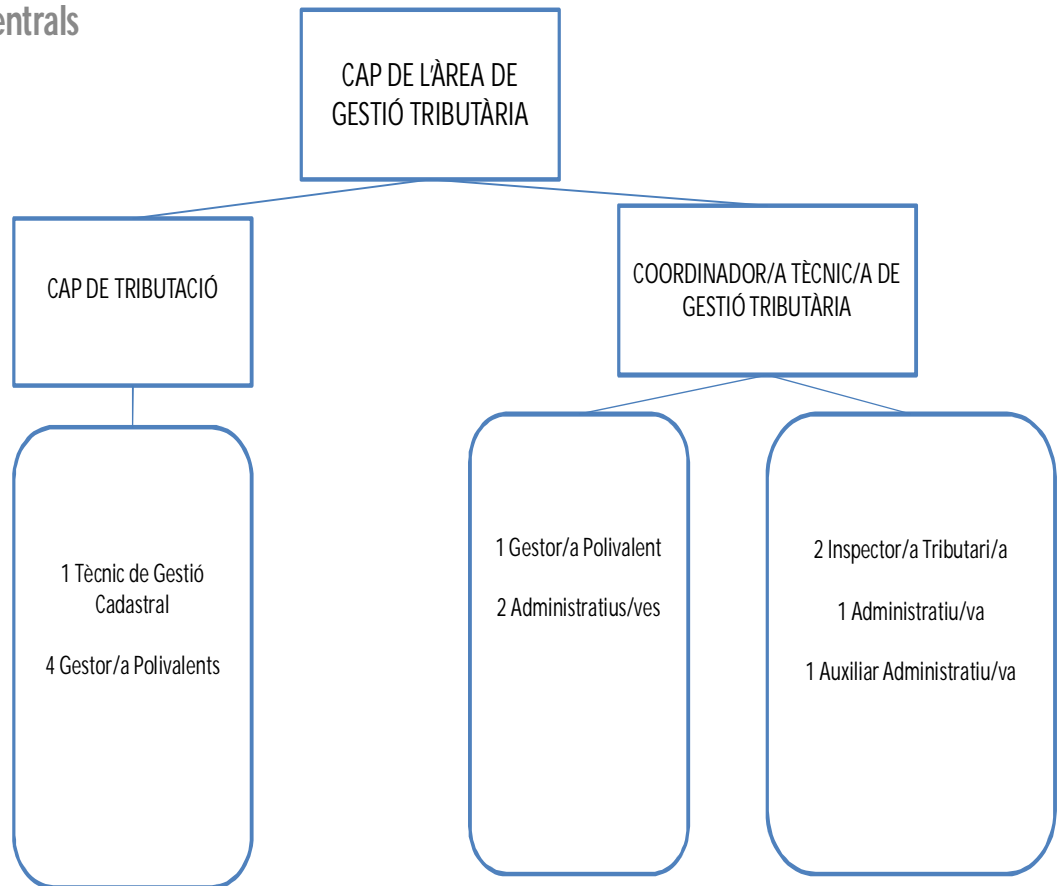 entrals
CAP DE L'ÀREA DE
GESTIÓ TRIBUTÀRIA
CAP DE TRIBUTACIÓ
COORDINADOR/A TÈCNIC/A DE
GESTIÓ TRIBUTÀRIA
1 Tècnic de Gestió
Cadastral
4 Gestor/a Polivalents
1 Gestor/a Polivalent
2 Administratius/ves
2 Inspector/a Tributari/a
1 Administratiu/va
1 Auxiliar Administratiu/va